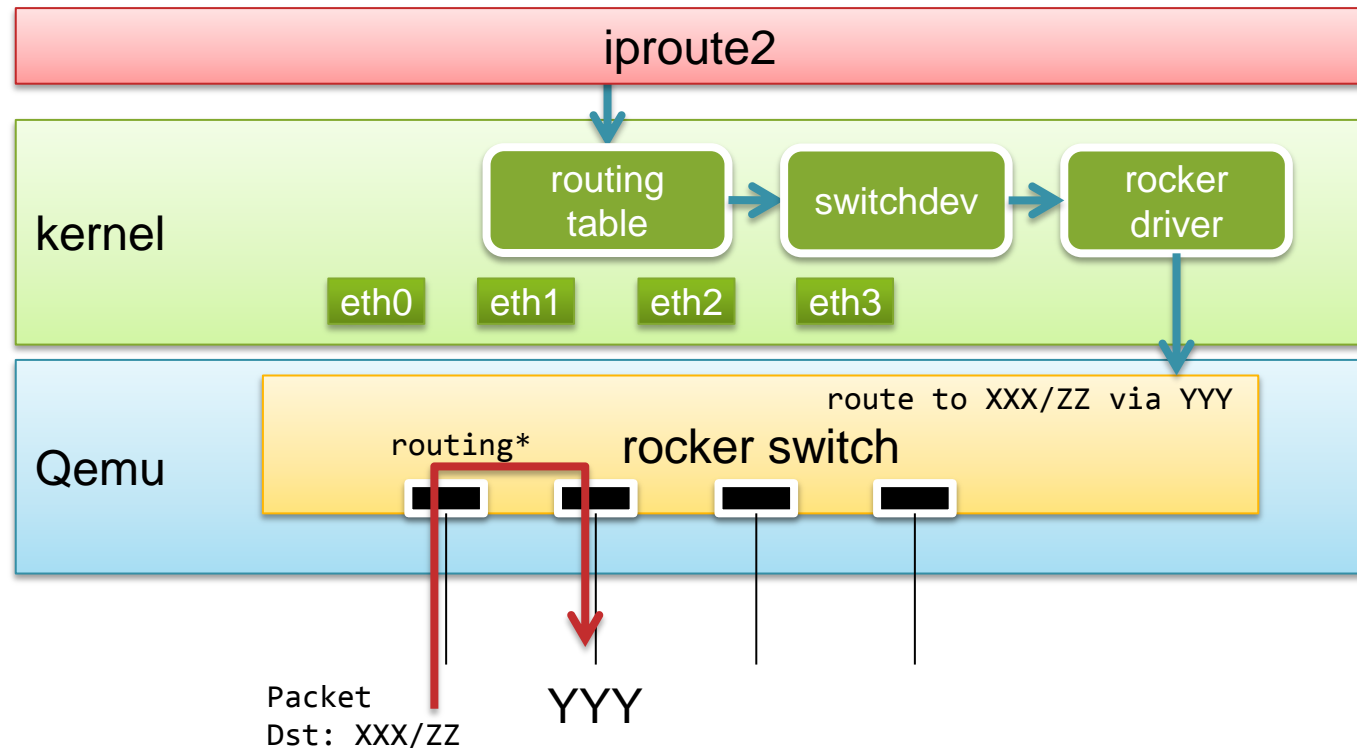 iproute2
kernel
routing
table
switchdev
rocker
driver
eth0
eth1
eth2
eth3
Qemu
route to XXX/ZZ via YYY
routing*
rocker switch
Packet
Dst: XXX/ZZ
YYY